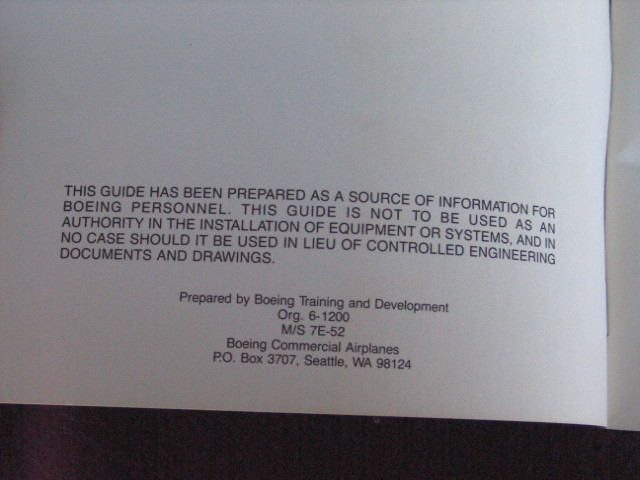 THIS GUIDE HAS BEEN PREPARED AS A SOURCE OF INFORMATION FOR
BOEING PERSONNEL. THIS GUIDE IS NOT TO BE USED AS AN
AUTHORITY IN THE INSTALLATION OF EQUIPMENT OR SYSTEMS, AND IN
NO CASE SHOULD IT BE USED IN LIEU OF CONTROLLED ENGINEERING
DOCUMENTS AND DRAWINGS.
Prepared by Boeing Training and Development
Org. 6-1200
M/S 7E-52
Boeing Commercial Airplanes
P.O. Box 3707, Seattle, WA 98124